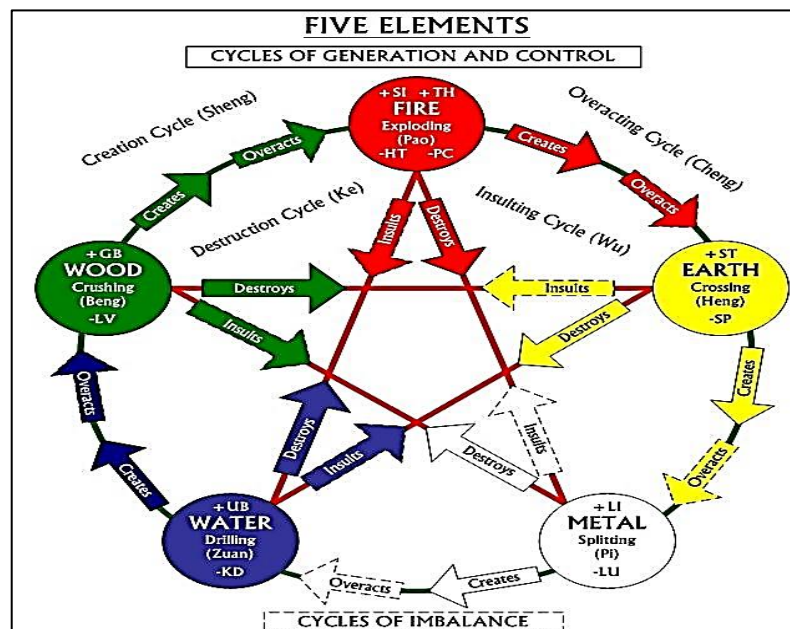 FIVE ELEMENTS
CYCLES OF GENERATION AND CONTROL
Creation Cycle (Sheng)
Overacting Cycle (Cheng)
Destruction Cycle (Ke)
Insulting Cycle (Wu)
+SI +TH
FIRE
Exploding
(Pao)
-HT -PC
Creates
Overacts
Insults
Destroys
+ST
EARTH
Crossing
(Heng)
-SP
Insults
Destroys
Creates
Overacts
+LI
METAL
Splitting
(Pi)
-LU
Insults
Destroys
Creates
Overacts
+UB
WATER
Drilling
(Zuan)
-KD
Destroys
Insults
Creates
Overacts
+GB
WOOD
Crushing
(Beng)
-LV
Creates
Overacts
Destroys
Insults
CYCLES OF IMBALANCE